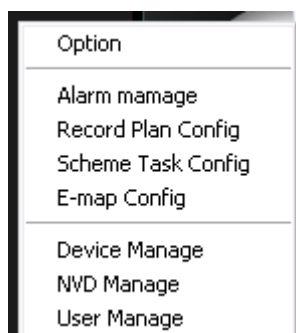 Option
Alarm mamage
Record Plan Config
Scheme Task Config
E-map Config
Device Manage
NVD Manage
User Manage